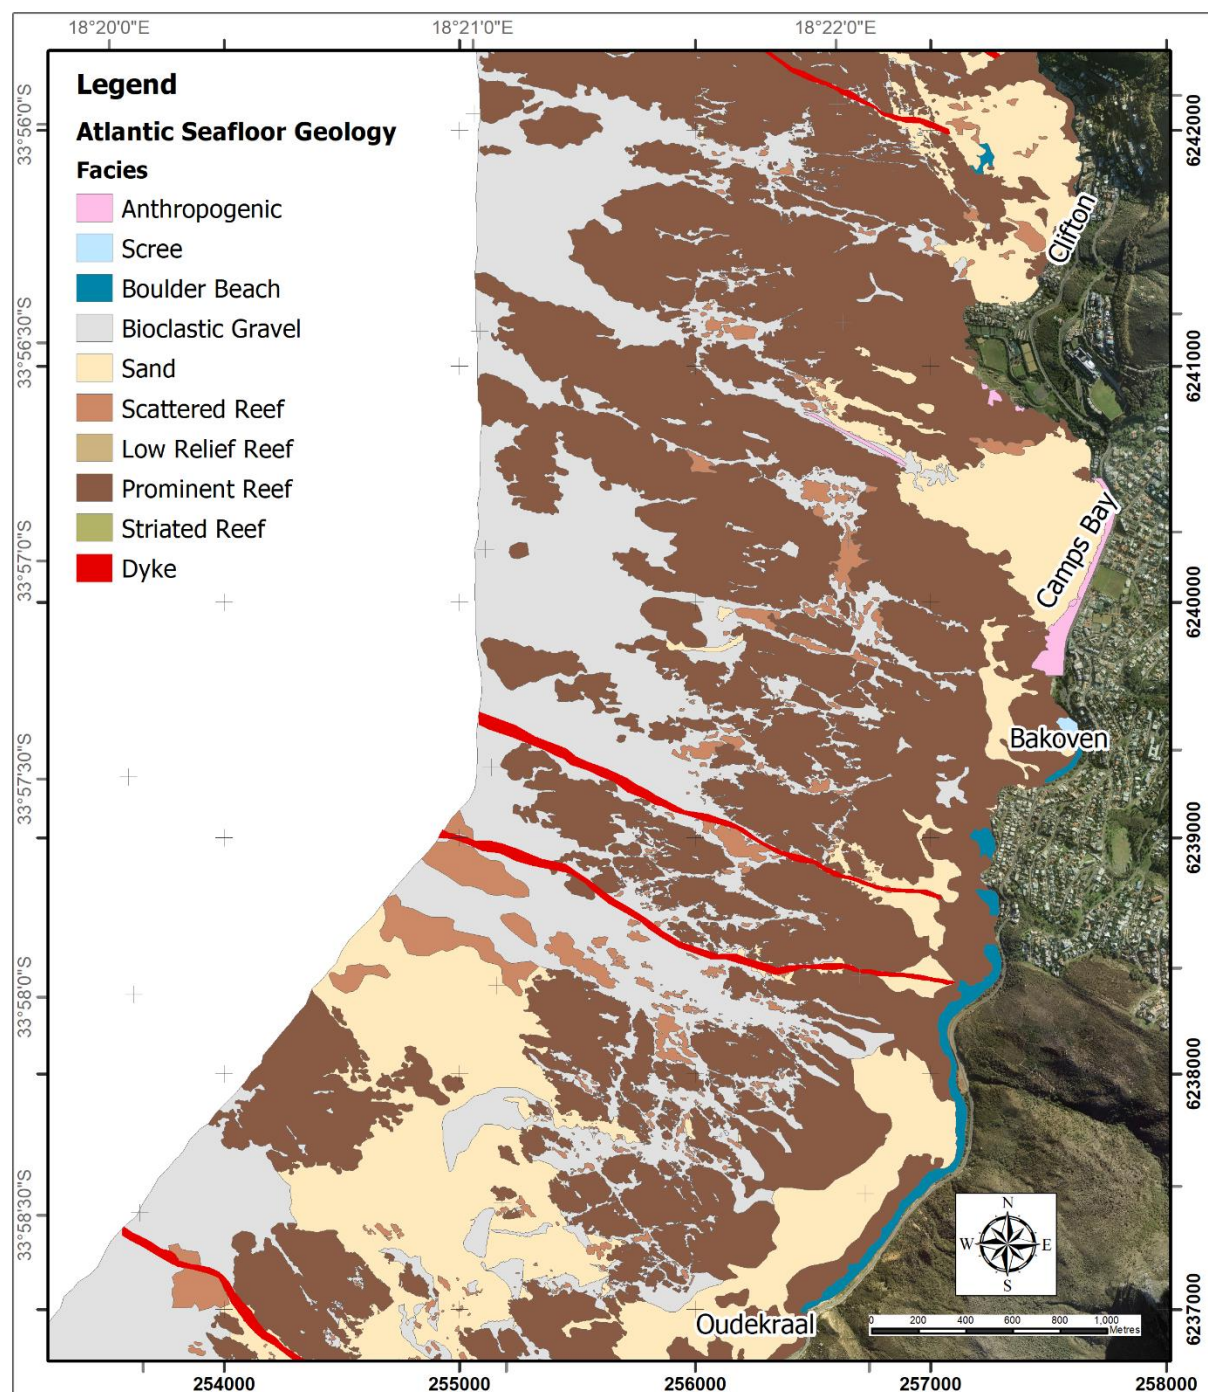 18°20'0"E 18°21'0"E 18°22'0"E
Legend
Atlantic Seafloor Geology
Facies
Anthropogenic
Scree
Boulder Beach
Bioclastic Gravel
Sand
Scattered Reef
Low Relief Reef
Prominent Reef
Striated Reef
Dyke
33°56'0"S
33°56'30"S
33°57'0"S
33°57'30"S
33°58'0"S
33°58'30"S
Clifton
Camps Bay
Bakoven
Oudekraal
6242000
6241000
6240000
6239000
6238000
6237000
N
W E
S
0 200 400 600 800 1,000
Metres
254000 255000 256000 257000 258000